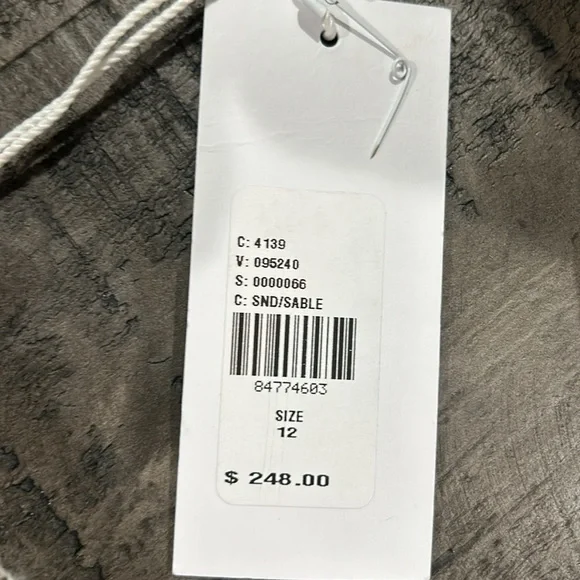 C: 4139
V: 095240
S: 0000066
C: SND/SABLE
84774603
SIZE
12
$ 248.00